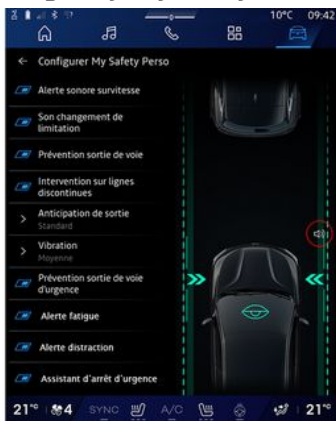 10°C 09:42
Configurer My Safety Perso
Alerte sonore survitesse
Son changement de
limitation
Prévention sortie de voie
Intervention sur lignes
discontinues
Anticipation de sortie
Standard
Vibration
Moyenne
Prévention sortie de voie
d'urgence
Alerte fatigue
Alerte distraction
Assistant d'arrêt d'urgence
21° 4 SYNC A/C 21°